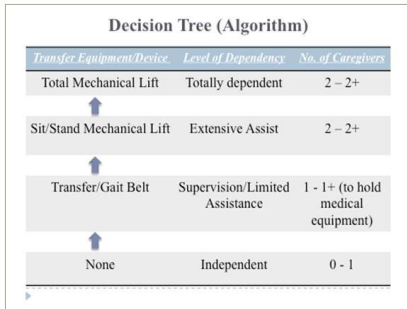 Decision Tree (Algorithm)
Transfer Equipment/Device Level of Dependency No. of Caregivers
Total Mechanical Lift Totally dependent 2 – 2+
Sit/Stand Mechanical Lift Extensive Assist 2 – 2+
Transfer/Gait Belt Supervision/Limited 1 - 1+ (to hold
Assistance medical
equipment)
None Independent 0 - 1